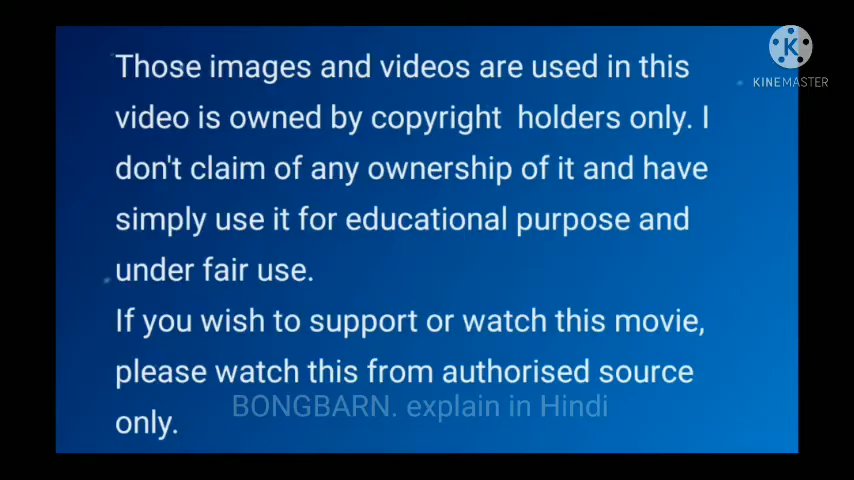 Those images and videos are used in this
video is owned by copyright holders only. I
don't claim of any ownership of it and have
simply use it for educational purpose and
under fair use.
If you wish to support or watch this movie,
please watch this from authorised source
only.
BONGBARN. explain in Hindi
K
KINEMASTER